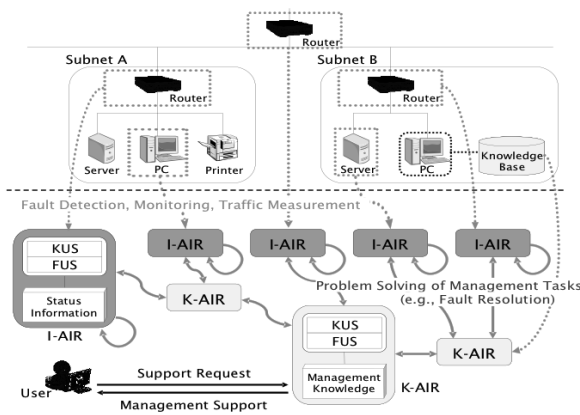 Router
Subnet A
Subnet B
Router
Router
Server
PC
Printer
Server
PC
Knowledge
Base
Fault Detection, Monitoring, Traffic Measurement
KUS
FUS
Status
Information
I-AIR
I-AIR
I-AIR
I-AIR
I-AIR
K-AIR
Problem Solving of Management Tasks
(e.g., Fault Resolution)
KUS
FUS
Management
Knowledge
K-AIR
K-AIR
User
Support Request
Management Support